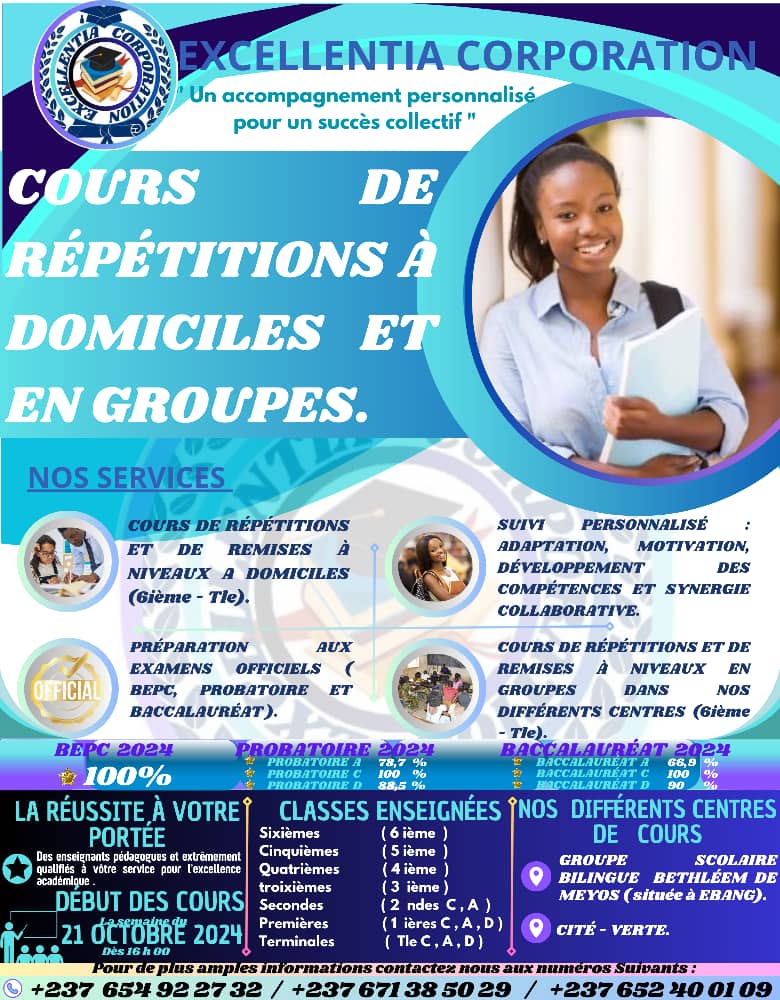 EXCELLENTIA CORPORATION
EXCELLENTIA CORPORATION
" Un accompagnement personnalisé
pour un succès collectif "
COURS DE
RÉPÉTITIONS À
DOMICILES ET
EN GROUPES.
NOS SERVICES
COURS DE RÉPÉTITIONS
ET DE REMISES À
NIVEAUX A DOMICILES
(6ième - Tle).
SUIVI PERSONNALISÉ :
ADAPTATION, MOTIVATION,
DÉVELOPPEMENT DES
COMPÉTENCES ET SYNERGIE
COLLABORATIVE.
OFFICIAL
PRÉPARATION AUX
EXAMENS OFFICIELS (
BEPC, PROBATOIRE ET
BACCALAURÉAT).
COURS DE RÉPÉTITIONS ET DE
REMISES À NIVEAUX EN
GROUPES DANS NOS
DIFFÉRENTS CENTRES (6ième
- Tle).
BEPC 2024
100%
PROBATOIRE 2024
PROBATOIRE A 78,7 %
PROBATOIRE C 100 %
PROBATOIRE D 88,5 %
BACCALAURÉAT 2024
BACCALAURÉAT A 66,9 %
BACCALAURÉAT C 100 %
BACCALAURÉAT D 90 %
LA RÉUSSITE À VOTRE
PORTÉE
Des enseignants pédagogues et extrêmement
qualifiés à vôtre service pour l'excellence
académique .
DÉBUT DES COURS
La semaine du
21 OCTOBRE 2024
Dès 16 h 00
CLASSES ENSEIGNÉES
Sixièmes ( 6 ième )
Cinquièmes ( 5 ième )
Quatrièmes ( 4 ième )
troixièmes ( 3 ième )
Secondes ( 2 ndes C , A )
Premières ( 1 ières C , A , D )
Terminales ( Tle C , A , D )
NOS DIFFÉRENTS CENTRES
DE COURS
GROUPE SCOLAIRE
BILINGUE BETHLÉEM DE
MEYOS ( située à EBANG).
CITÉ - VERTE.
Pour de plus amples informations contactez nous aux numéros Suivants :
+237 654 92 27 32 / +237 671 38 50 29 / +237 652 40 01 09